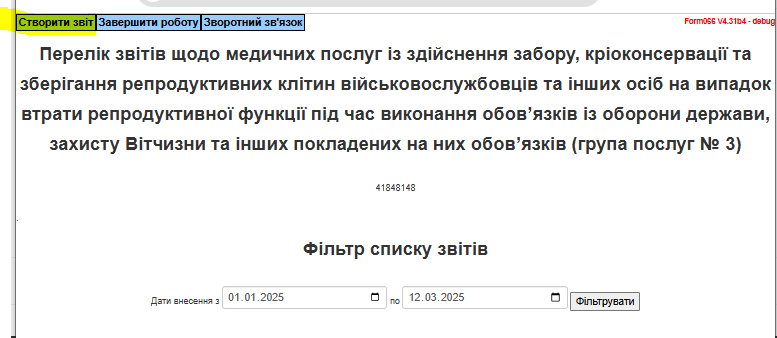 Створити звіт Завершити роботу Зворотний зв'язок Form066 V4.31b4 - debug
Перелік звітів щодо медичних послуг із здійснення забору, кріоконсервації та
зберігання репродуктивних клітин військовослужбовців та інших осіб на випадок
втрати репродуктивної функції під час виконання обов’язків із оборони держави,
захисту Вітчизни та інших покладених на них обов’язків (група послуг № 3)
41848148
Фільтр списку звітів
Дати внесення з 01.01.2025 по 12.03.2025 Фільтрувати